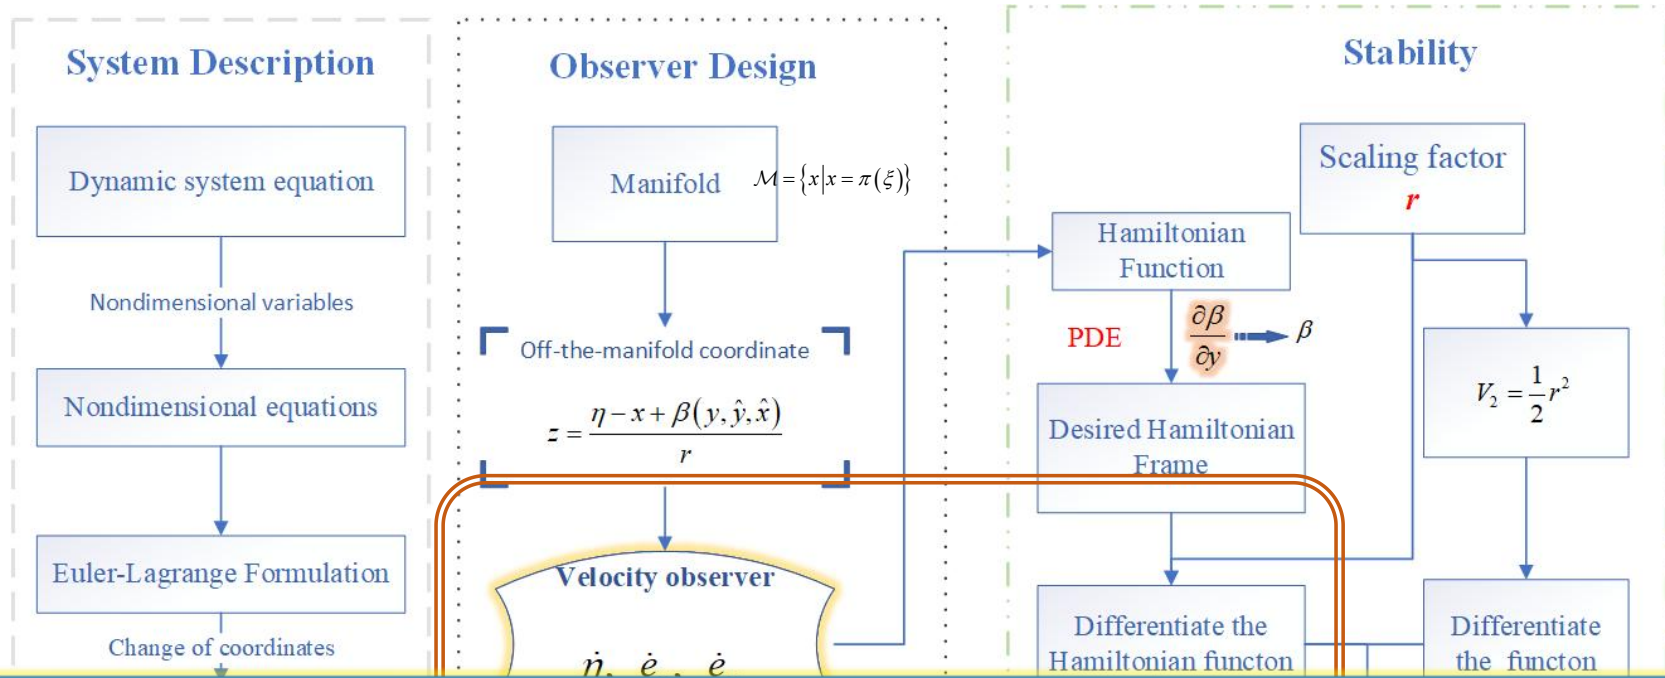 System Description
Dynamic system equation
Nondimensional variables
Nondimensional equations
Euler-Lagrange Formulation
Change of coordinates
Observer Design
Manifold
ℳ = {x|x = π(ξ)}
Off-the-manifold coordinate
z = (η − x + β(y, ŷ, x̂)) / r
Velocity observer
η̇, ė , ė
Stability
Scaling factor
r
Hamiltonian
Function
PDE
∂β/∂y
β
Desired Hamiltonian
Frame
V₂ = 1/2 r²
Differentiate the
Hamiltonian functon
Differentiate
the functon